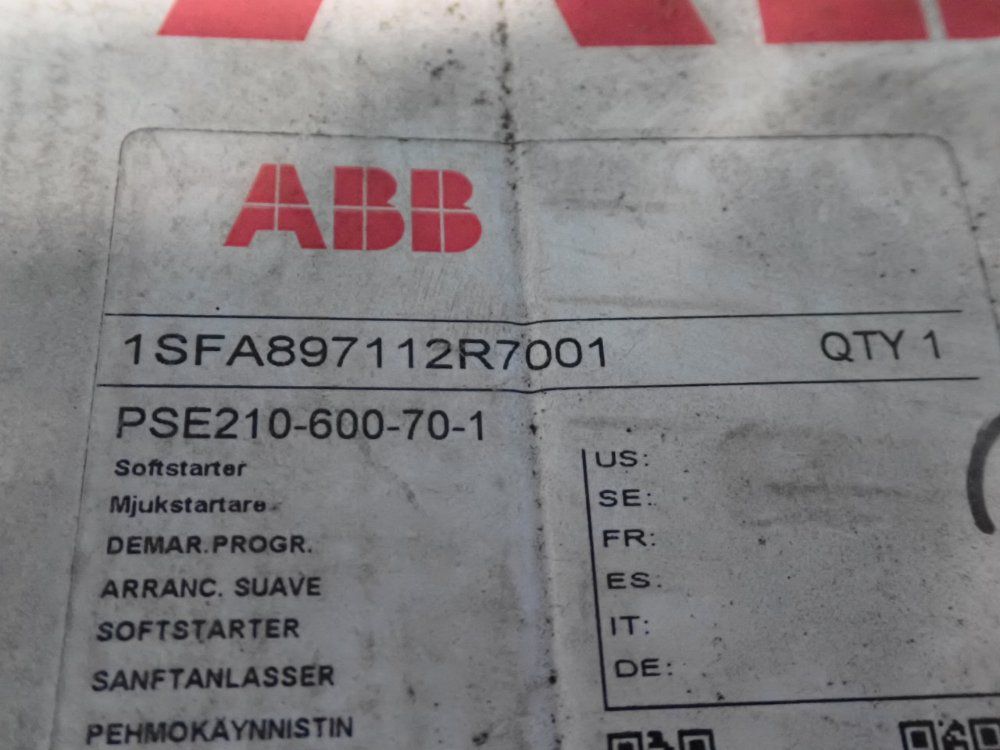 ABB
1SFA897112R7001 QTY 1
PSE210-600-70-1
Softstarter
Mjukstartare
DEMAR.PROGR.
ARRANC. SUAVE
SOFTSTARTER
SANFTANLASSER
PEHMOKÄYNNISTIN
US:
SE:
FR:
ES:
IT:
DE: